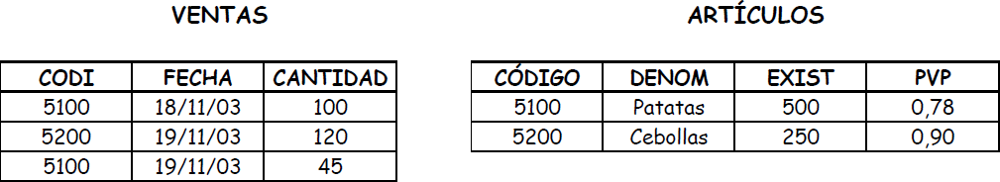 VENTAS
CODI FECHA CANTIDAD
5100 18/11/03 100
5200 19/11/03 120
5100 19/11/03 45
ARTÍCULOS
CÓDIGO DENOM EXIST PVP
5100 Patatas 500 0,78
5200 Cebollas 250 0,90